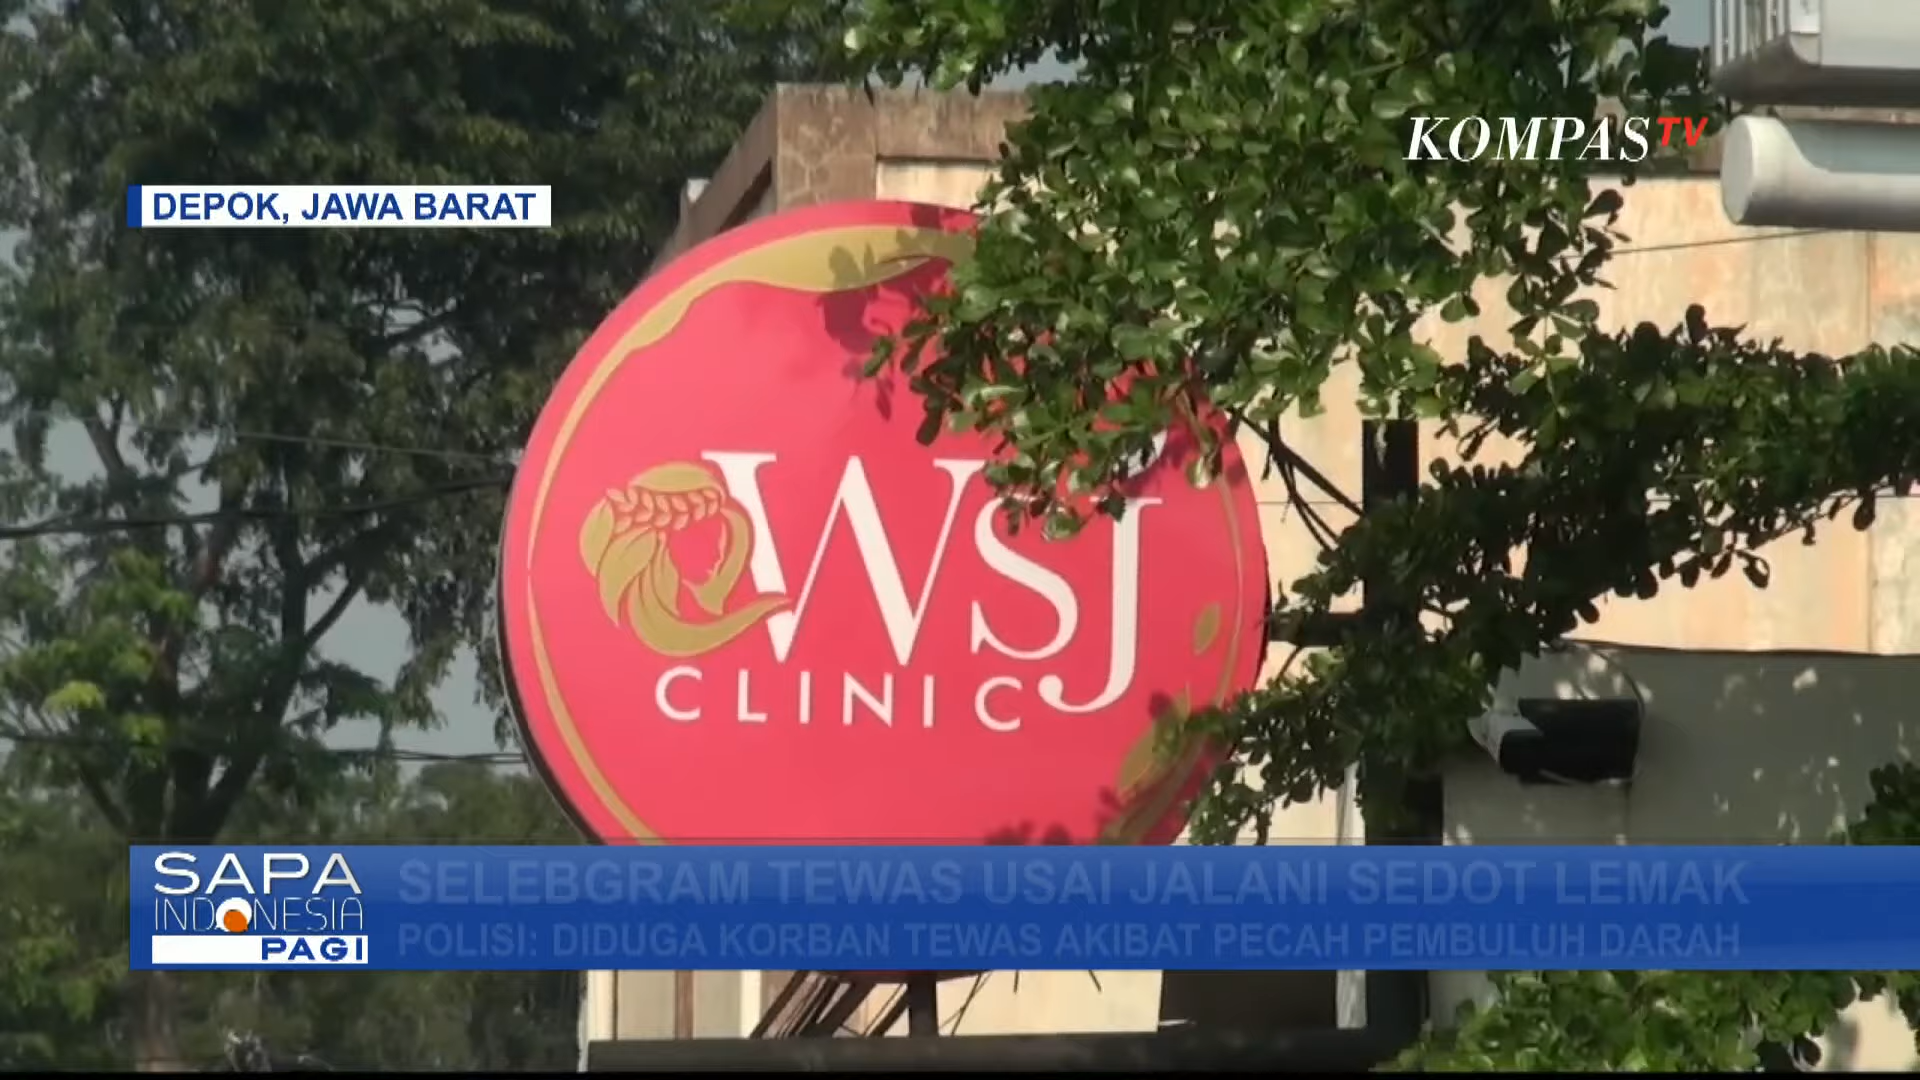 KOMPAS TV
DEPOK, JAWA BARAT
WSJ
CLINIC
SAPA
INDONESIA
PAGI
SELEBGRAM TEWAS USAI JALANI SEDOT LEMAK
POLISI: DIDUGA KORBAN TEWAS AKIBAT PECAH PEMBULUH DARAH